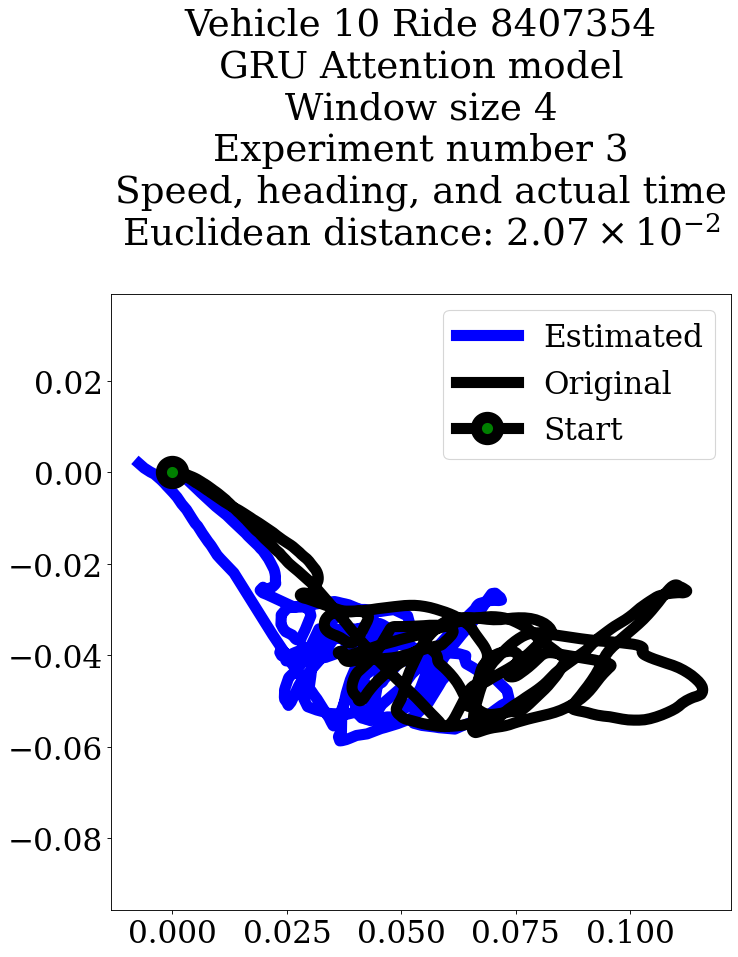 Vehicle 10 Ride 8407354
GRU Attention model
Window size 4
Experiment number 3
Speed, heading, and actual time
Euclidean distance: 2.07 × 10⁻²
Estimated
Original
Start
0.02
0.00
−0.02
−0.04
−0.06
−0.08
0.000 0.025 0.050 0.075 0.100